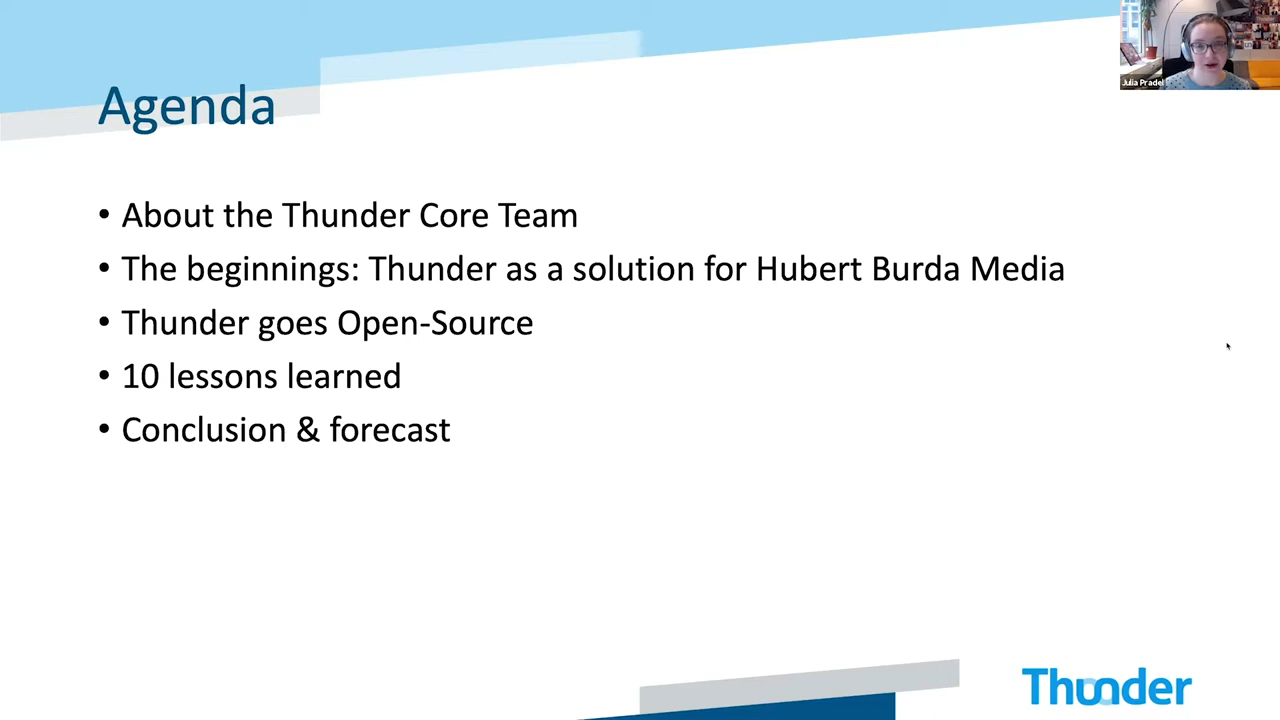 Julia Pradel
Agenda
• About the Thunder Core Team
• The beginnings: Thunder as a solution for Hubert Burda Media
• Thunder goes Open-Source
• 10 lessons learned
• Conclusion & forecast
Thunder